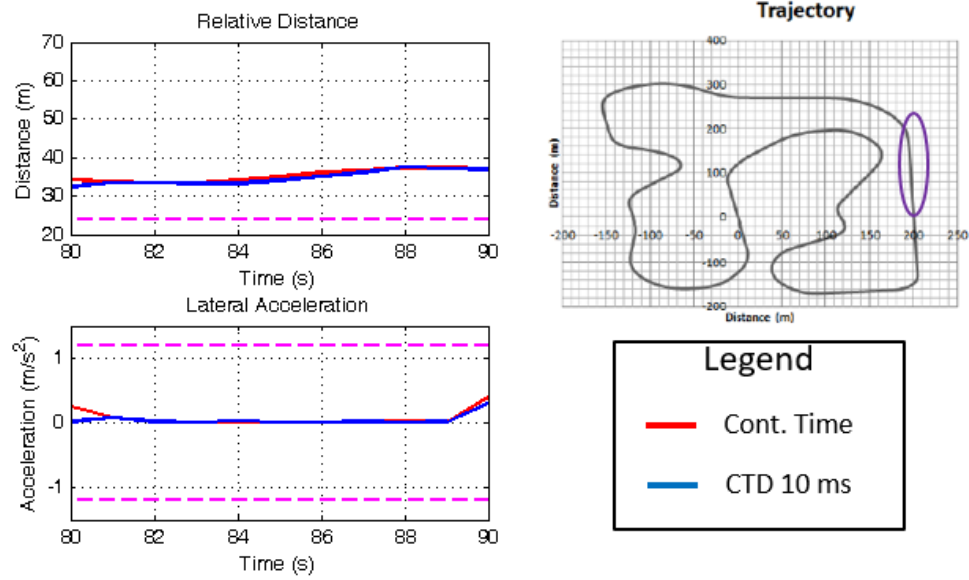 Relative Distance
70
60
50
40
30
20
Distance (m)
80 82 84 86 88 90
Time (s)
Lateral Acceleration
1
0
-1
Acceleration (m/s²)
80 82 84 86 88 90
Time (s)
Trajectory
400
300
200
100
0
-100
-200
Distance (m)
-200 -150 -100 -50 0 50 100 150 200 250
Distance (m)
Legend
Cont. Time
CTD 10 ms